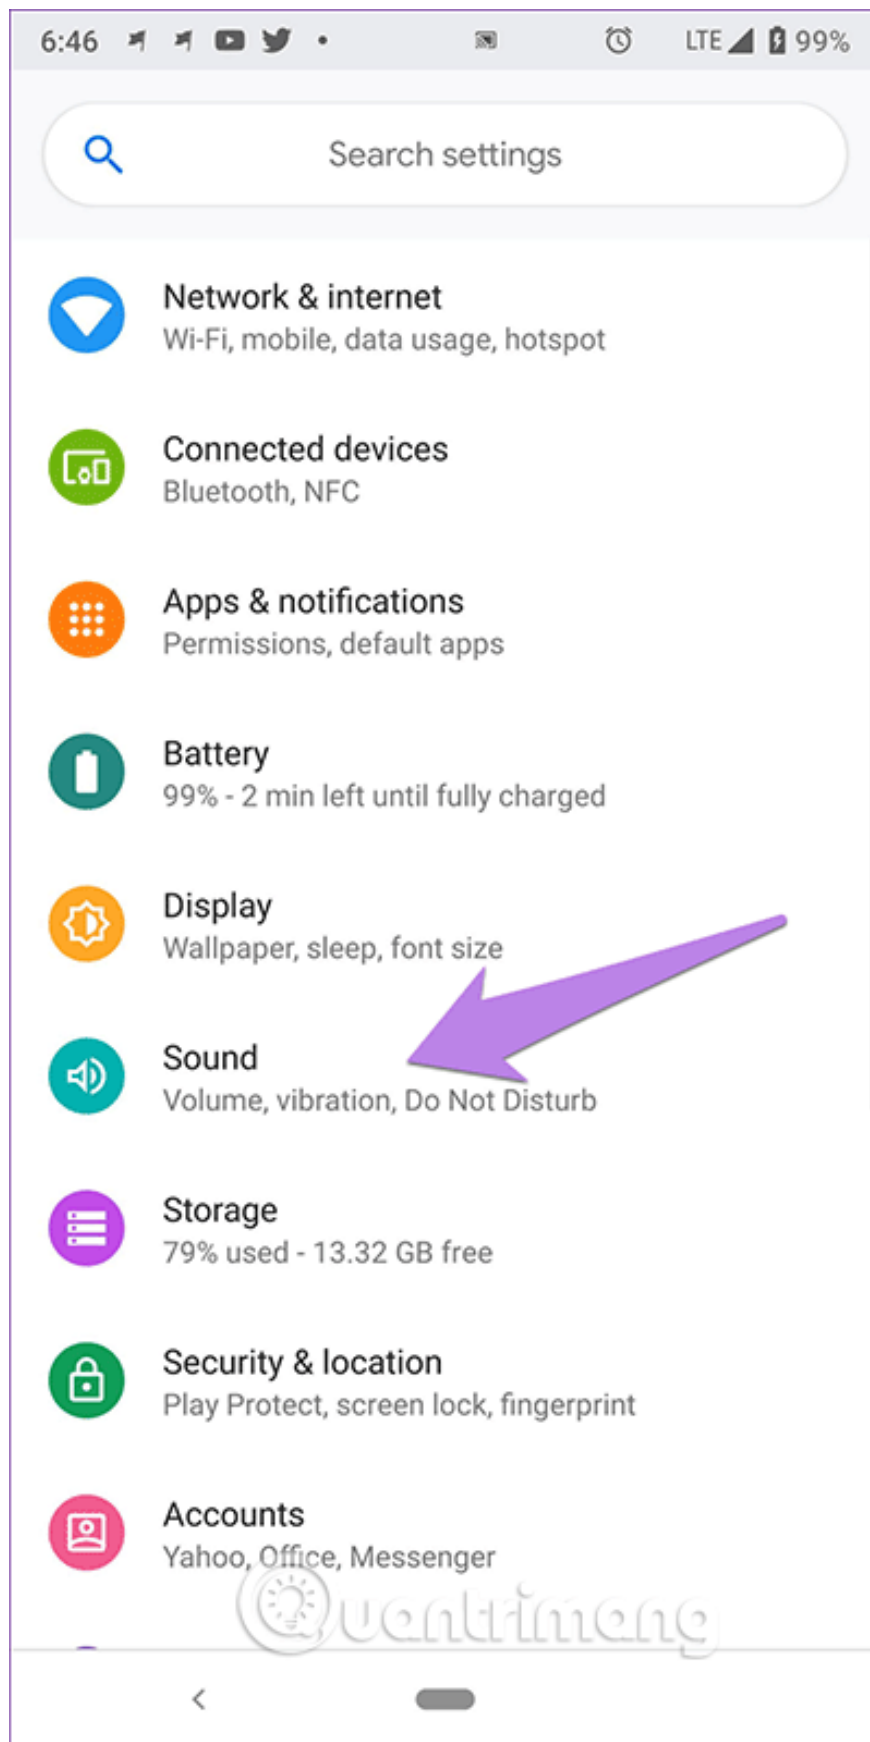 6:46 LTE 99%
Search settings
Network & internet
Wi-Fi, mobile, data usage, hotspot
Connected devices
Bluetooth, NFC
Apps & notifications
Permissions, default apps
Battery
99% - 2 min left until fully charged
Display
Wallpaper, sleep, font size
Sound
Volume, vibration, Do Not Disturb
Storage
79% used - 13.32 GB free
Security & location
Play Protect, screen lock, fingerprint
Accounts
Yahoo, Office, Messenger
Quantrimang